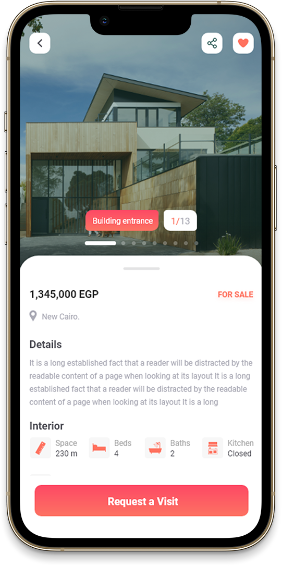 Building entrance
1/13
1,345,000 EGP
FOR SALE
New Cairo.
Details
It is a long established fact that a reader will be distracted by the
readable content of a page when looking at its layout It is a long
established fact that a reader will be distracted by the readable
content of a page when looking at its layout It is a long
Interior
Space
230 m
Beds
4
Baths
2
Kitchen
Closed
Request a Visit